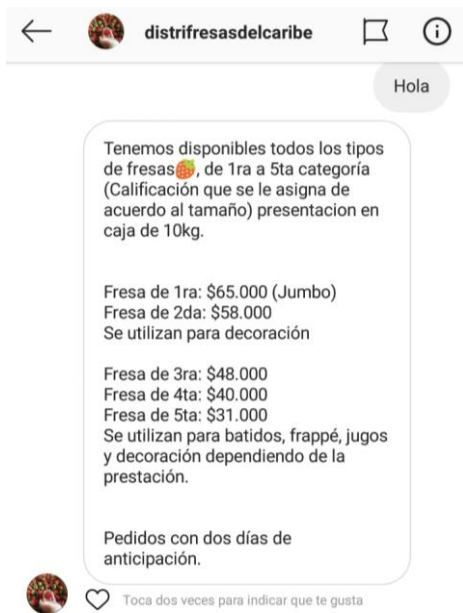 distrifresasdelcaribe
Hola
Tenemos disponibles todos los tipos
de fresas🍓, de 1ra a 5ta categoría
(Calificación que se le asigna de
acuerdo al tamaño) presentacion en
caja de 10kg.
Fresa de 1ra: $65.000 (Jumbo)
Fresa de 2da: $58.000
Se utilizan para decoración
Fresa de 3ra: $48.000
Fresa de 4ta: $40.000
Fresa de 5ta: $31.000
Se utilizan para batidos, frappé, jugos
y decoración dependiendo de la
prestación.
Pedidos con dos días de
anticipación.
Toca dos veces para indicar que te gusta